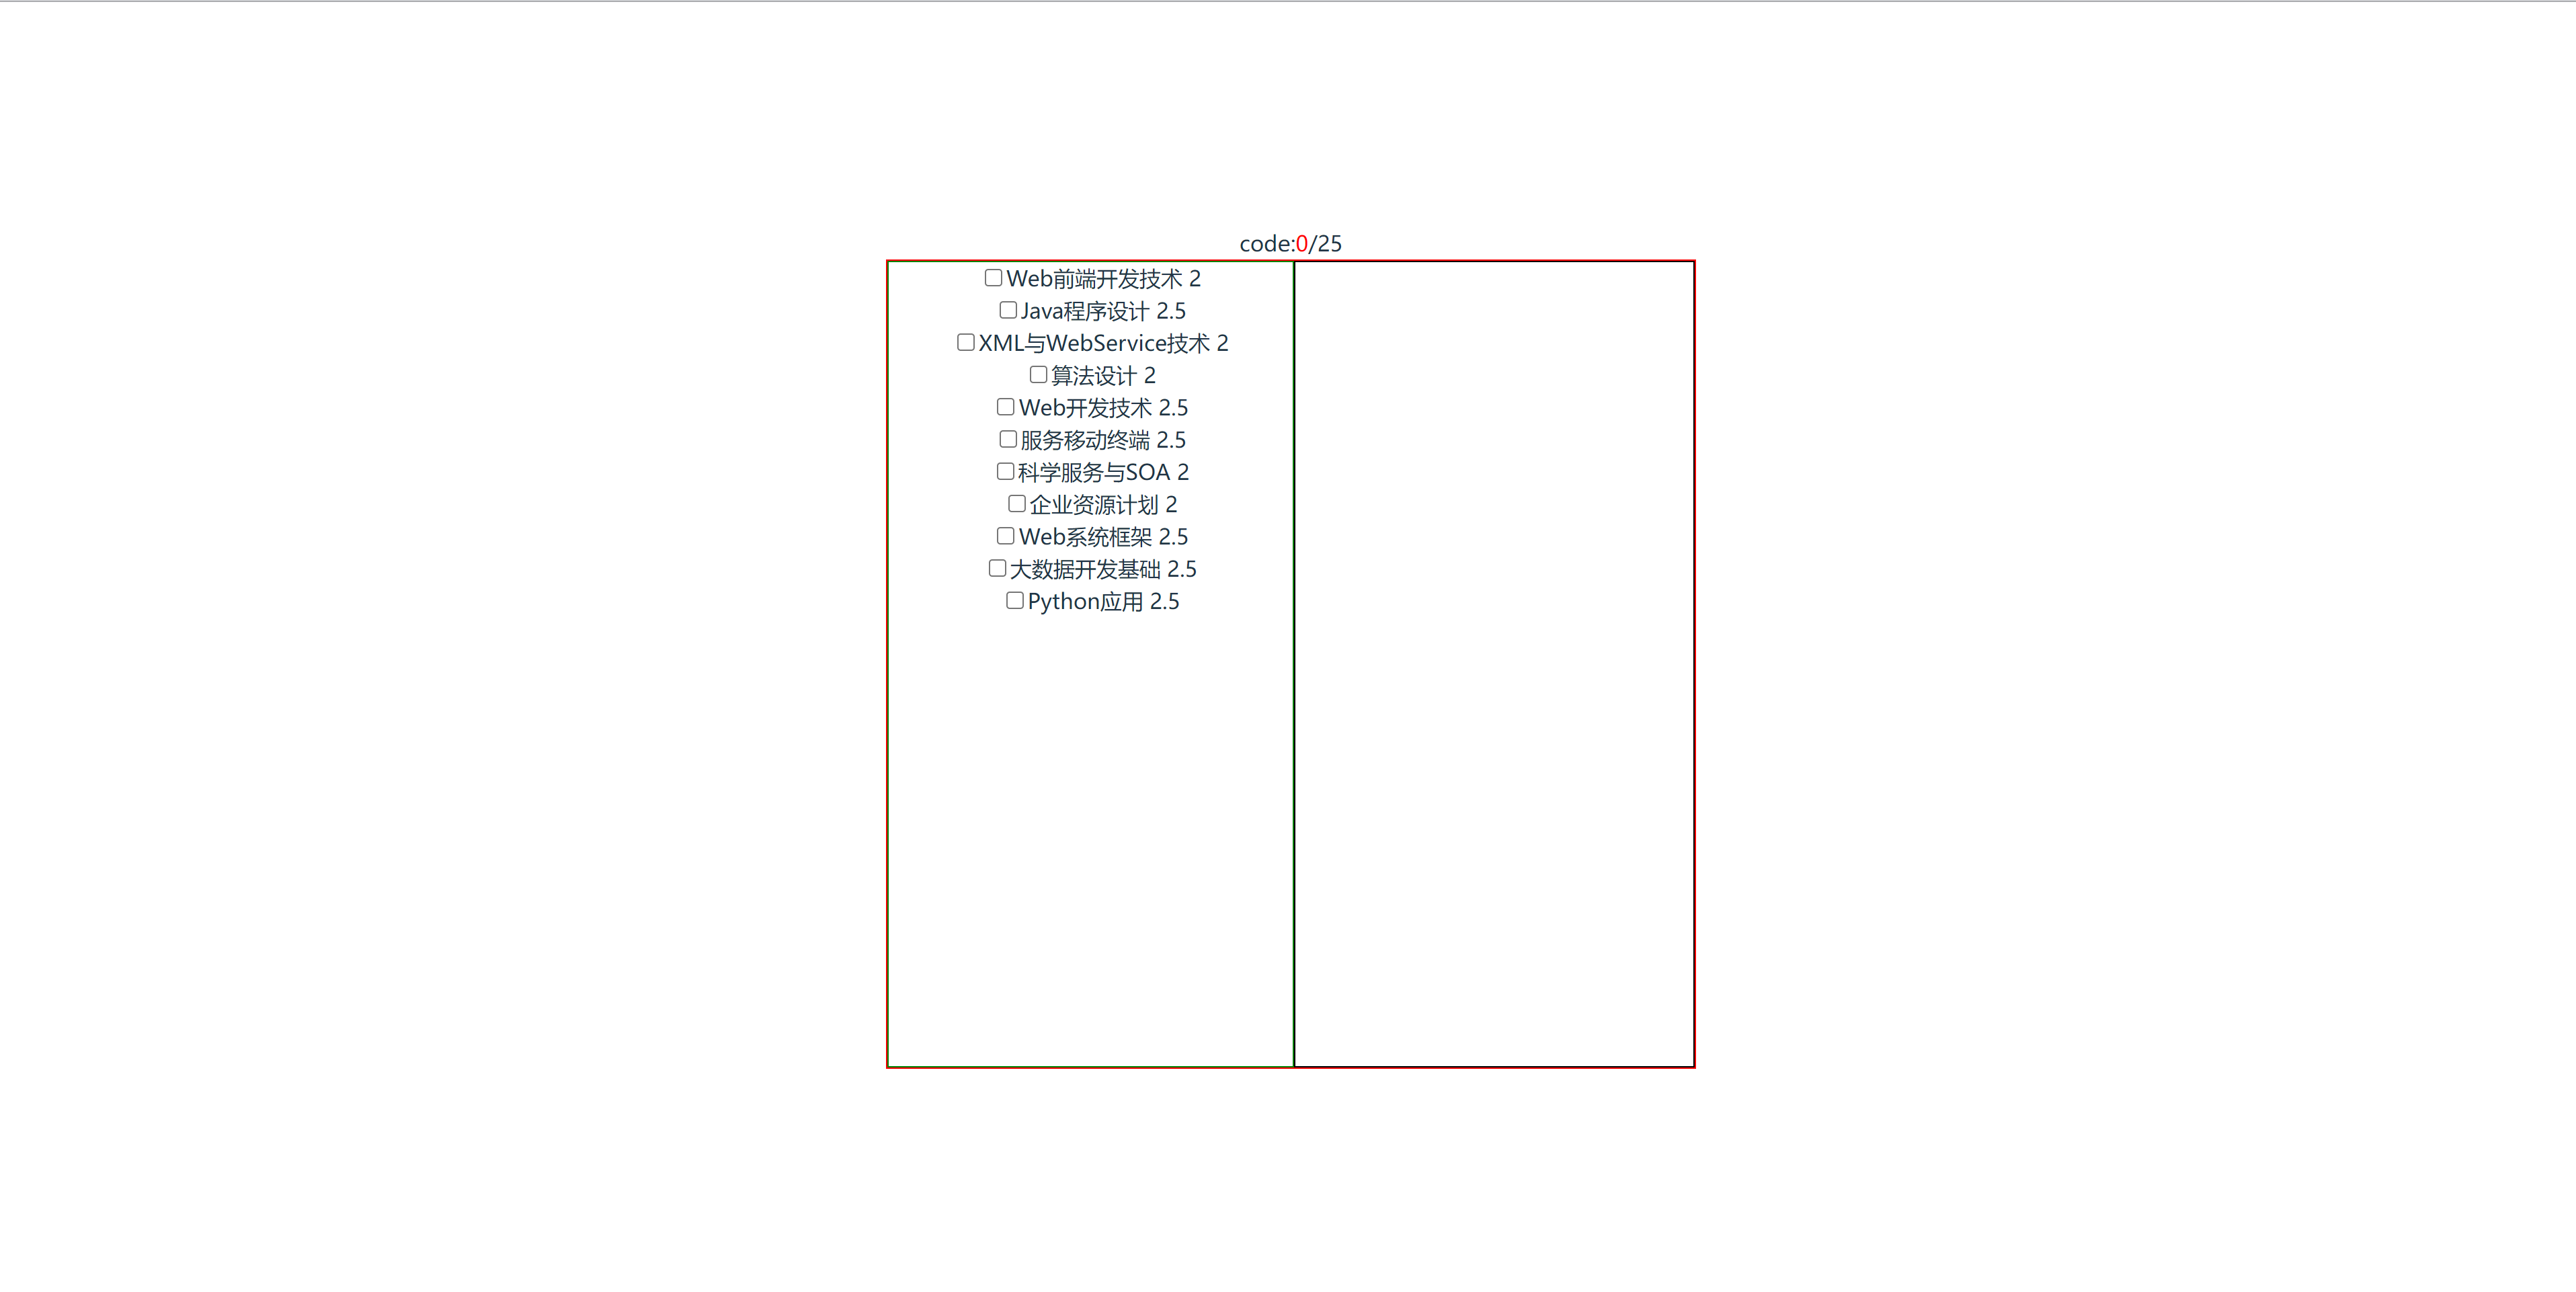 code:0/25
Web前端开发技术 2
Java程序设计 2.5
XML与WebService技术 2
算法设计 2
Web开发技术 2.5
服务移动终端 2.5
科学服务与SOA 2
企业资源计划 2
Web系统框架 2.5
大数据开发基础 2.5
Python应用 2.5